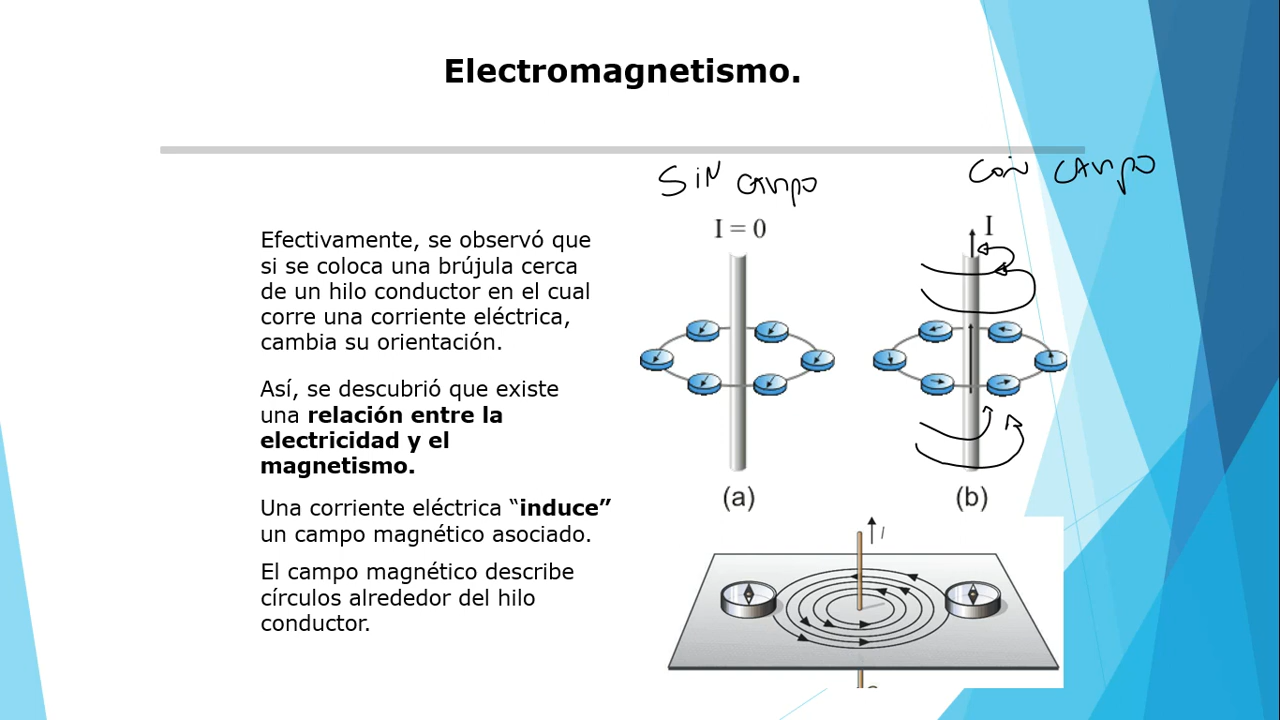 Electromagnetismo.
SiN campo
con campo
I = 0
I
Efectivamente, se observó que
si se coloca una brújula cerca
de un hilo conductor en el cual
corre una corriente eléctrica,
cambia su orientación.
Así, se descubrió que existe
una relación entre la
electricidad y el
magnetismo.
Una corriente eléctrica “induce”
un campo magnético asociado.
El campo magnético describe
círculos alrededor del hilo
conductor.
(a)
(b)
I